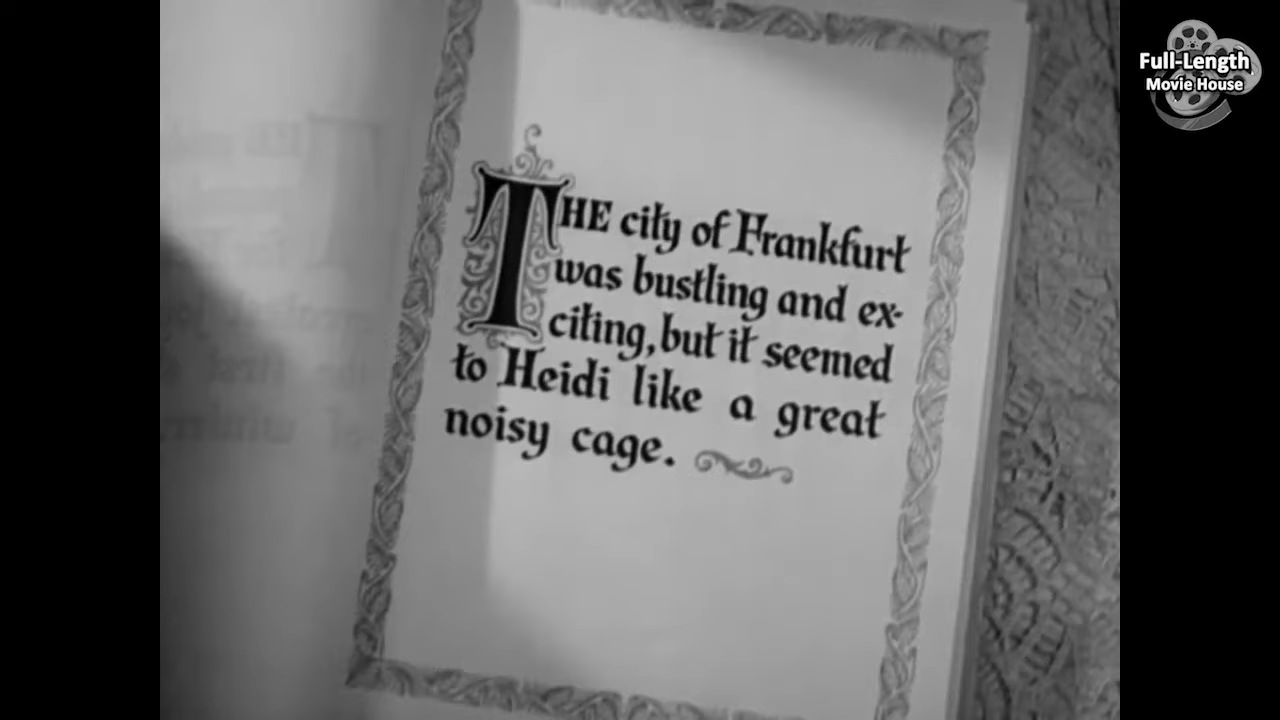 THE city of Frankfurt
was bustling and ex-
citing, but it seemed
to Heidi like a great
noisy cage.
Full-Length
Movie House